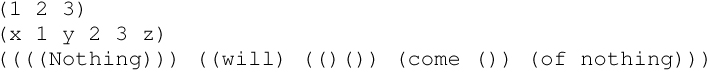 (1 2 3)
(x 1 y 2 3 z)
((((Nothing))) ((will) (()()) (come ()) (of nothing)))